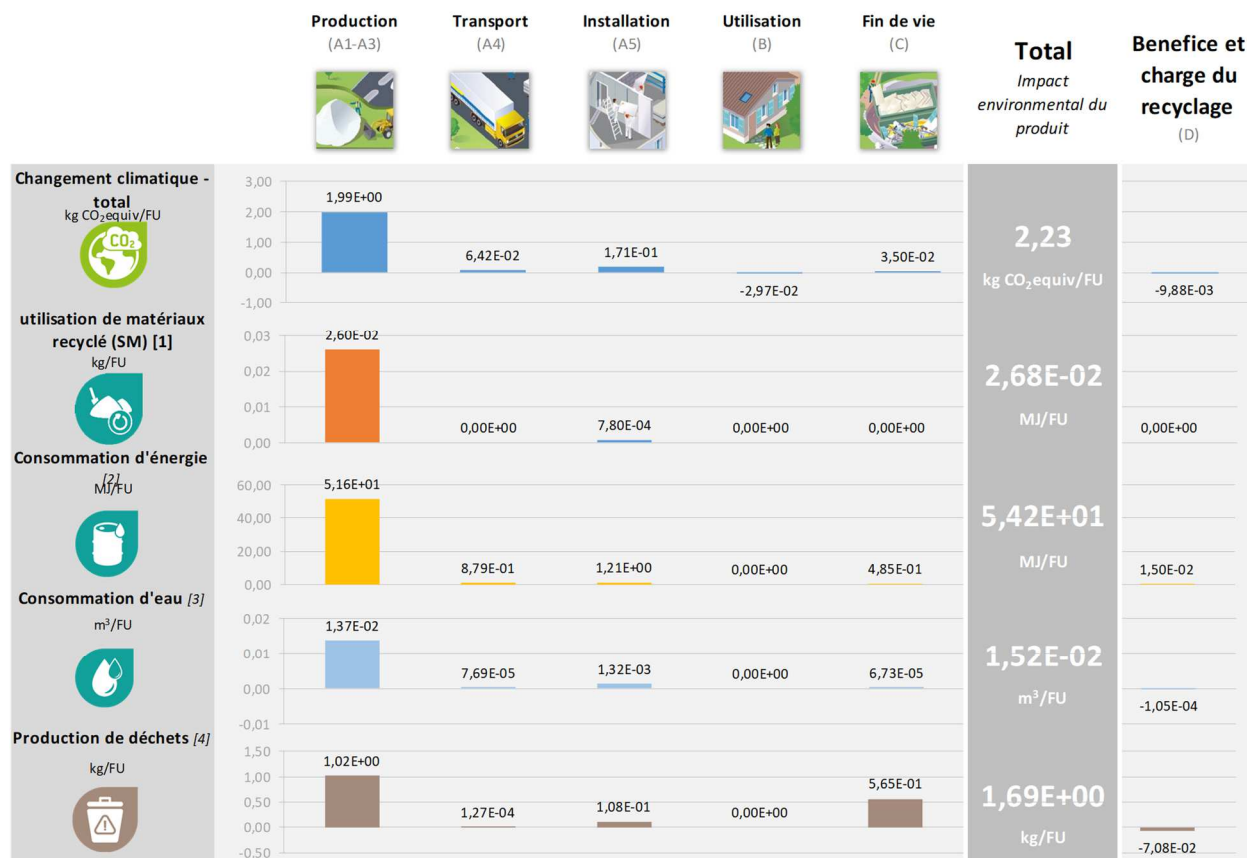 Production
(A1-A3)
Transport
(A4)
Installation
(A5)
Utilisation
(B)
Fin de vie
(C)
Total
Impact
environmental du
produit
Benefice et
charge du
recyclage
(D)
Changement climatique -
total
kg CO₂equiv/FU
CO₂
3,00
2,00
1,00
0,00
-1,00
1,99E+00
6,42E-02
1,71E-01
-2,97E-02
3,50E-02
2,23
kg CO₂equiv/FU
-9,88E-03
utilisation de matériaux
recyclé (SM) [1]
kg/FU
0,03
0,02
0,01
0,00
2,60E-02
0,00E+00
7,80E-04
0,00E+00
0,00E+00
2,68E-02
MJ/FU
0,00E+00
Consommation d'énergie
[2]
MJ/FU
60,00
40,00
20,00
0,00
5,16E+01
8,79E-01
1,21E+00
0,00E+00
4,85E-01
5,42E+01
MJ/FU
1,50E-02
Consommation d'eau [3]
m³/FU
0,02
0,01
0,00
-0,01
1,37E-02
7,69E-05
1,32E-03
0,00E+00
6,73E-05
1,52E-02
m³/FU
-1,05E-04
Production de déchets [4]
kg/FU
1,50
1,00
0,50
0,00
-0,50
1,02E+00
1,27E-04
1,08E-01
0,00E+00
5,65E-01
1,69E+00
kg/FU
-7,08E-02